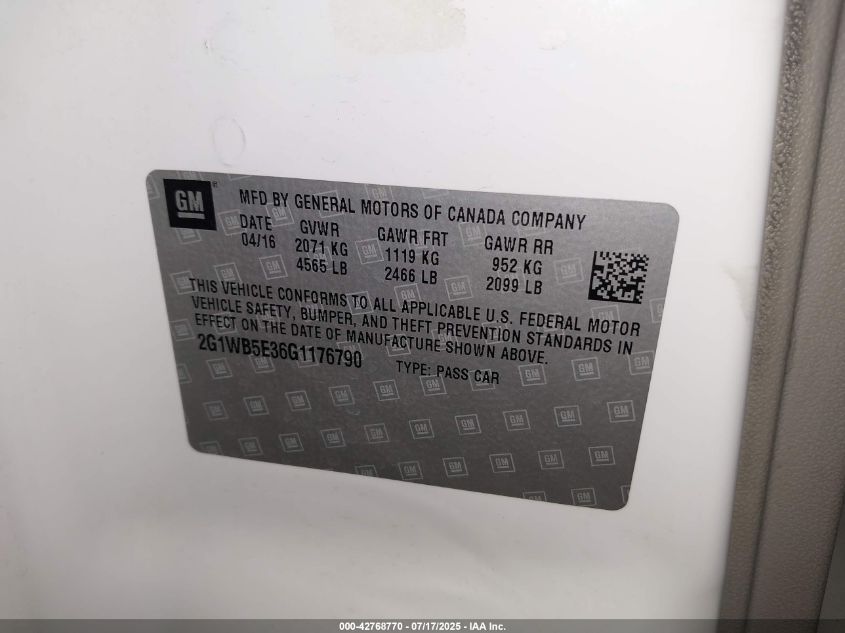 GM
MFD BY GENERAL MOTORS OF CANADA COMPANY
DATE GVWR GAWR FRT GAWR RR
04/16 2071 KG 1119 KG 952 KG
4565 LB 2466 LB 2099 LB
THIS VEHICLE CONFORMS TO ALL APPLICABLE U.S. FEDERAL MOTOR
VEHICLE SAFETY, BUMPER, AND THEFT PREVENTION STANDARDS IN
EFFECT ON THE DATE OF MANUFACTURE SHOWN ABOVE.
2G1WB5E36G1176790 TYPE: PASS CAR
000-42768770 - 07/17/2025 - IAA Inc.